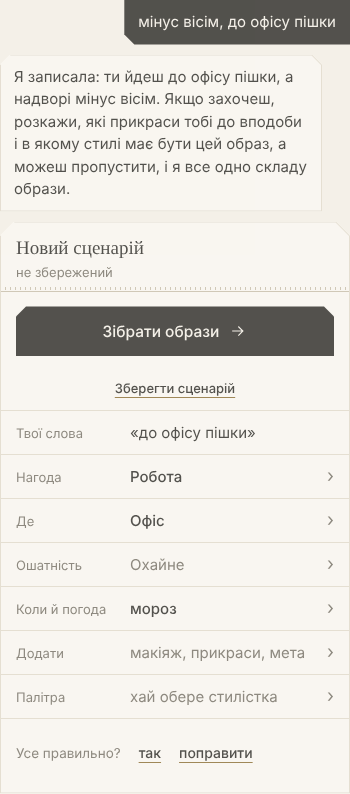 мінус вісім, до офісу пішки
Я записала: ти йдеш до офісу пішки, а
надворі мінус вісім. Якщо захочеш,
розкажи, які прикраси тобі до вподоби
і в якому стилі має бути цей образ, а
можеш пропустити, і я все одно складу
образи.
Новий сценарій
не збережений
Зібрати образи →
Зберегти сценарій
Твої слова «до офісу пішки»
Нагода Робота
Де Офіс
Ошатність Охайне
Коли й погода мороз
Додати макіяж, прикраси, мета
Палітра хай обере стилістка
Усе правильно? так поправити